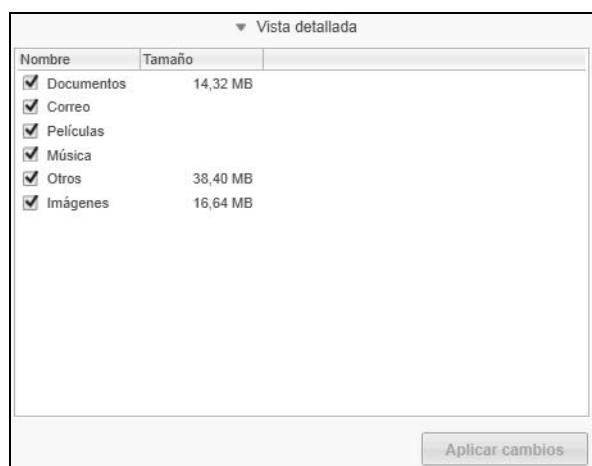 Vista detallada
Nombre Tamaño
Documentos 14,32 MB
Correo
Películas
Música
Otros 38,40 MB
Imágenes 16,64 MB
Aplicar cambios